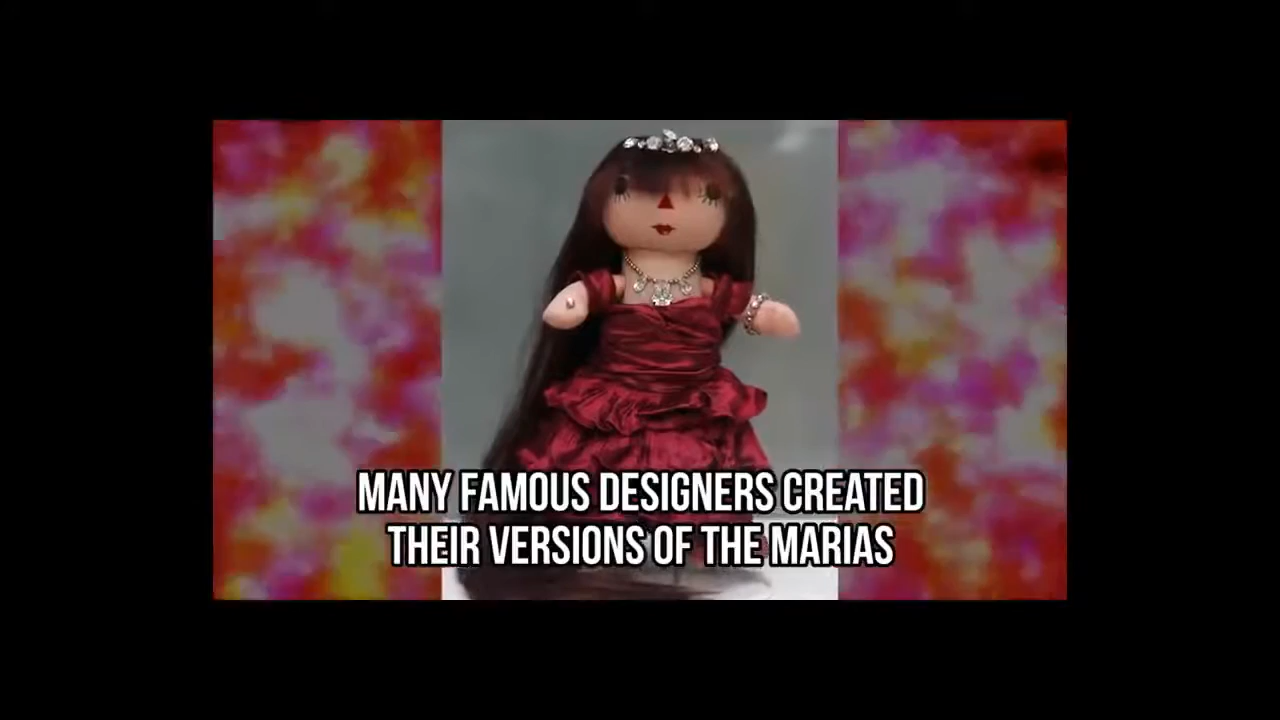 MANY FAMOUS DESIGNERS CREATED
THEIR VERSIONS OF THE MARIAS